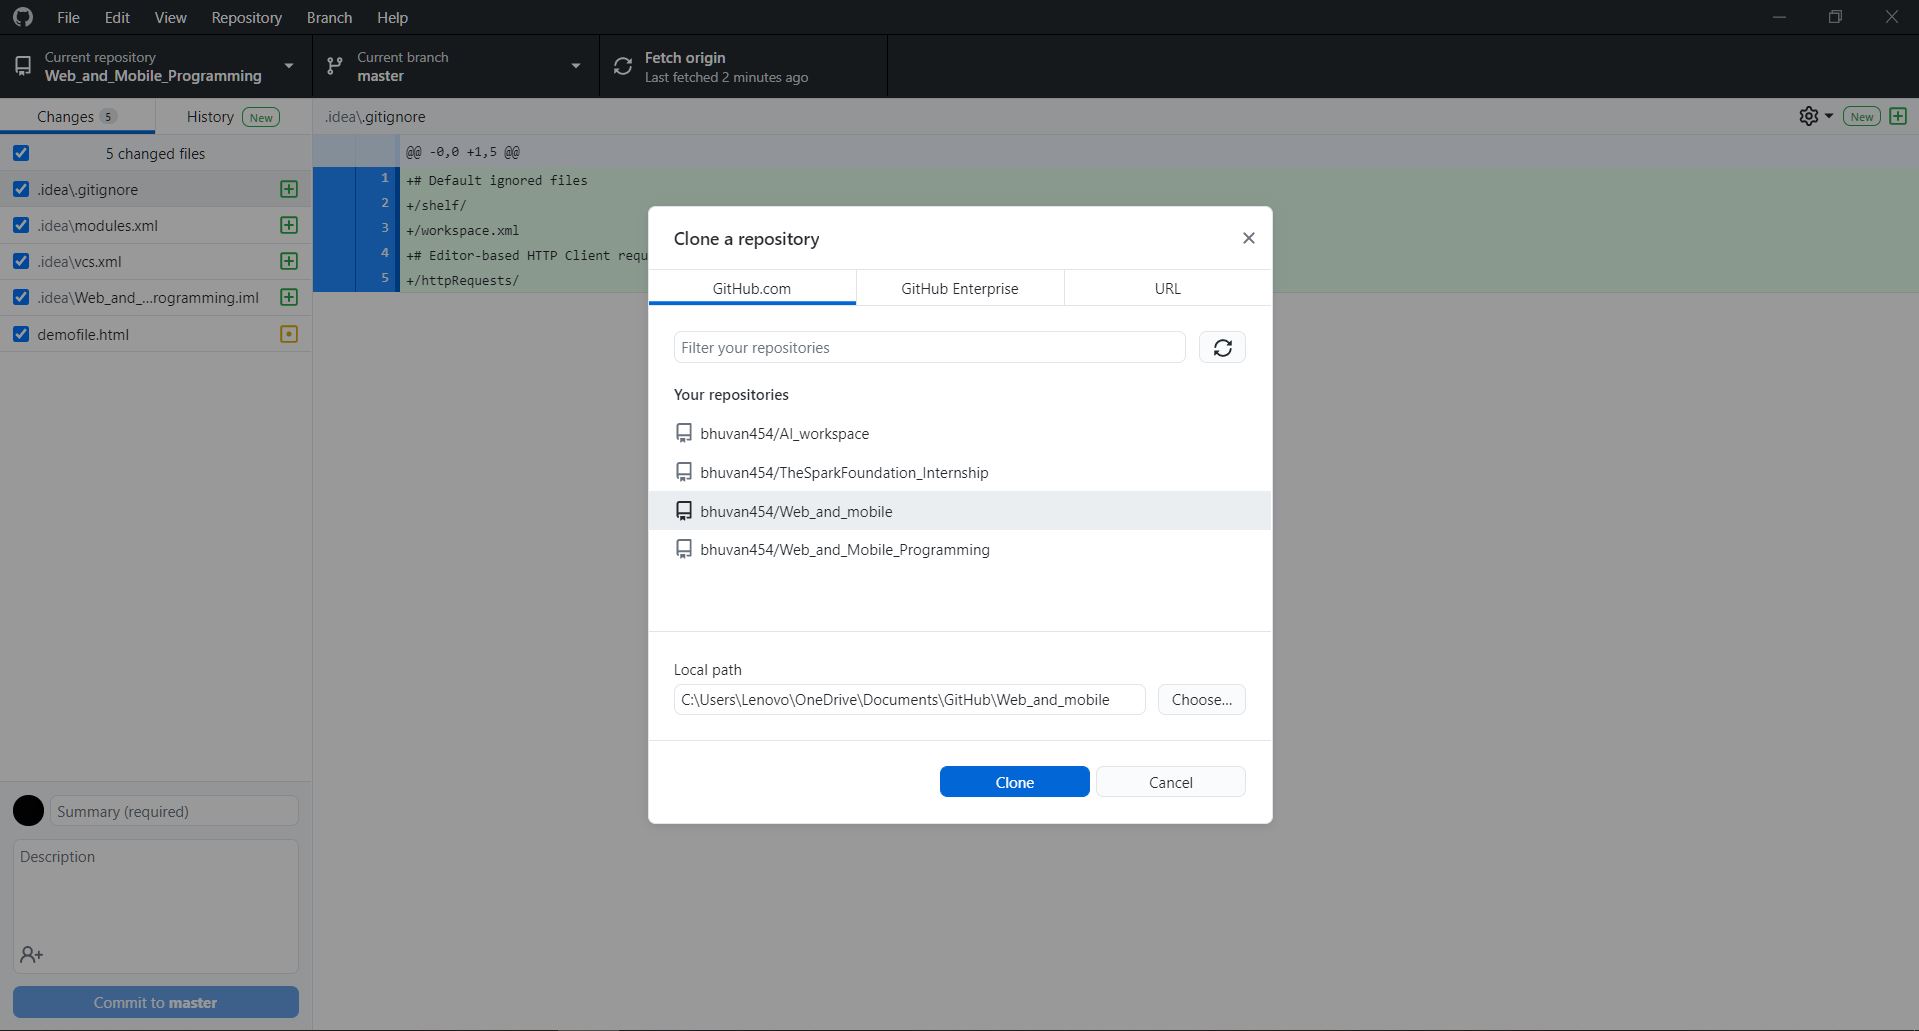 File Edit View Repository Branch Help
Current repository
Web_and_Mobile_Programming
Current branch
master
Fetch origin
Last fetched 2 minutes ago
Changes 5
History New
.idea\.gitignore
New
5 changed files
.idea\.gitignore
.idea\modules.xml
.idea\vcs.xml
.idea\Web_and_...rogramming.iml
demofile.html
@@ -0,0 +1,5 @@
1 +# Default ignored files
2 +/shelf/
3 +/workspace.xml
4 +# Editor-based HTTP Client requ
5 +/httpRequests/
Clone a repository
GitHub.com
GitHub Enterprise
URL
Filter your repositories
Your repositories
bhuvan454/AI_workspace
bhuvan454/TheSparkFoundation_Internship
bhuvan454/Web_and_mobile
bhuvan454/Web_and_Mobile_Programming
Local path
C:\Users\Lenovo\OneDrive\Documents\GitHub\Web_and_mobile
Choose...
Clone
Cancel
Summary (required)
Description
Commit to master